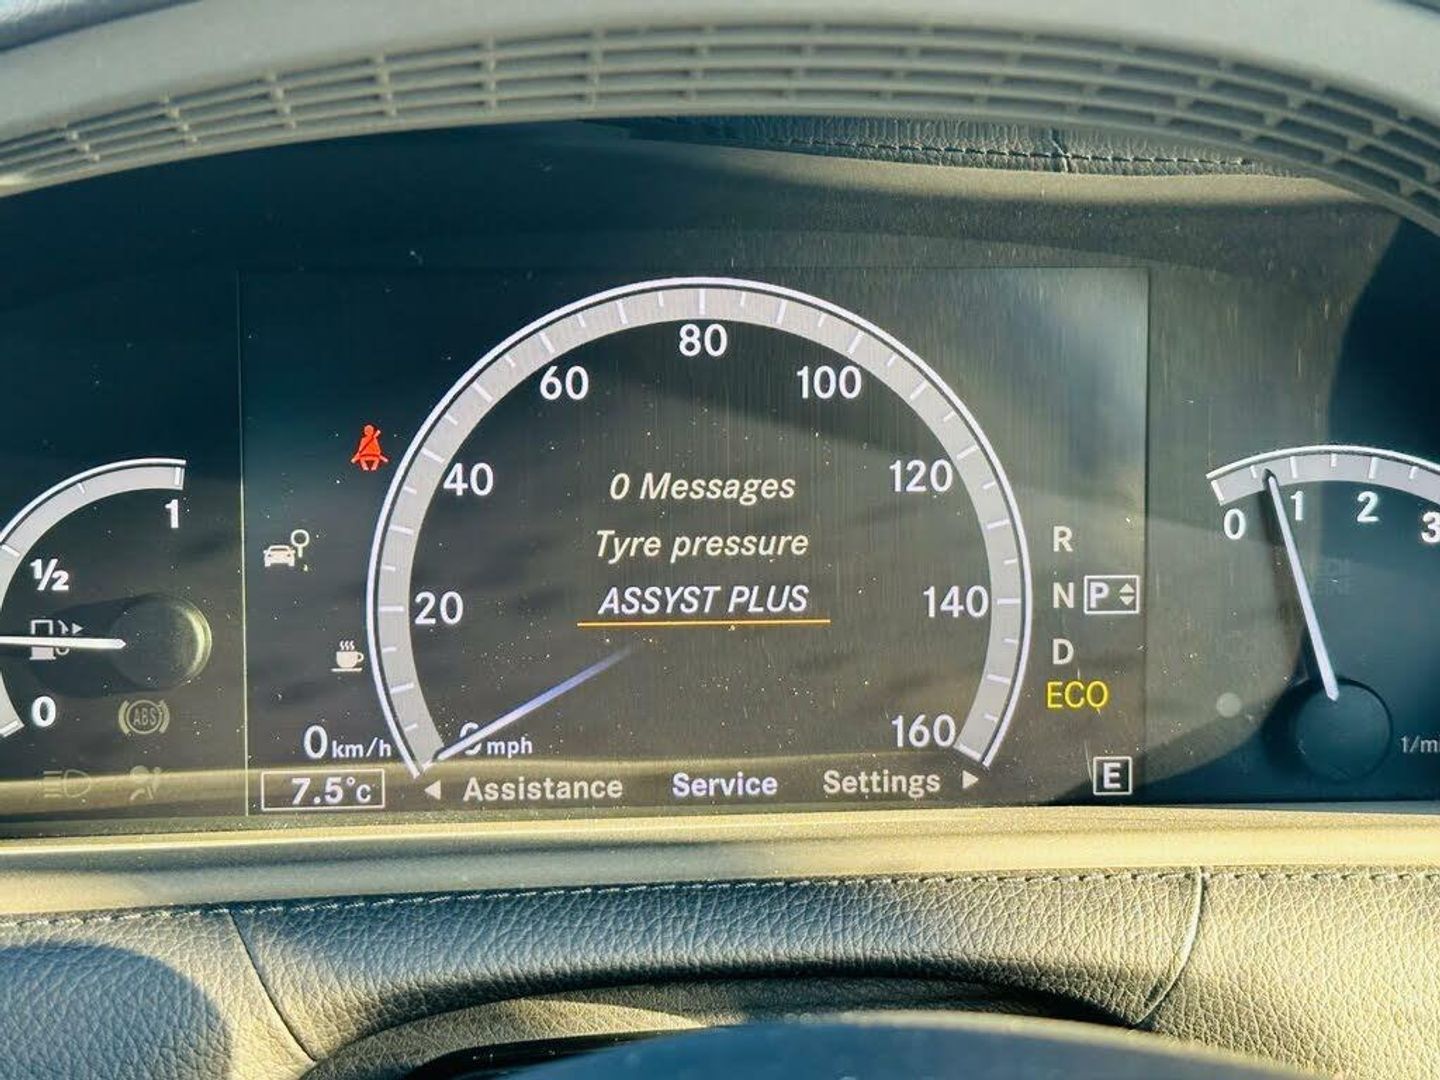 80
60
100
40
120
20
140
160
0 Messages
Tyre pressure
ASSYST PLUS
1
½
0
ABS
R
N P
D
ECO
0
1
2
3
0 km/h
mph
7.5°C
Assistance
Service
Settings
E